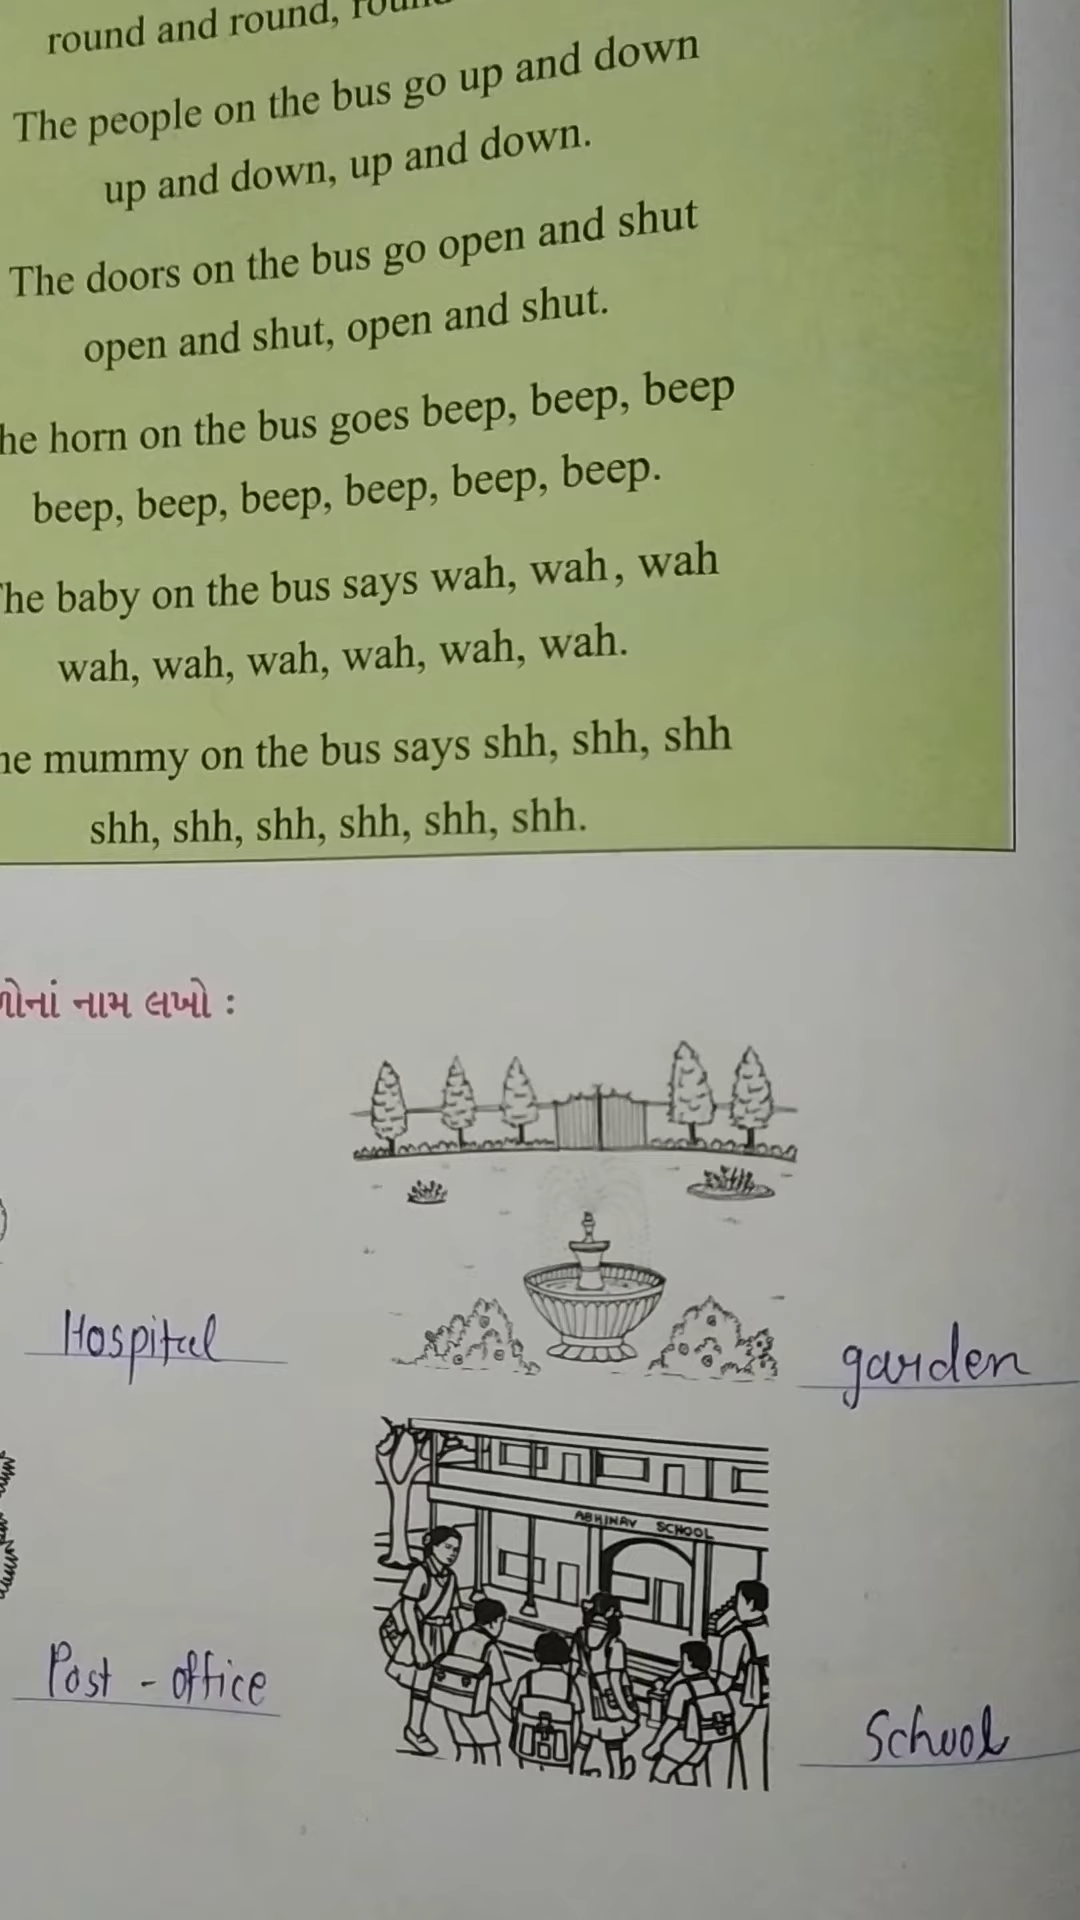 round and round,
The people on the bus go up and down
up and down, up and down.
The doors on the bus go open and shut
open and shut, open and shut.
he horn on the bus goes beep, beep, beep
beep, beep, beep, beep, beep, beep.
The baby on the bus says wah, wah, wah
wah, wah, wah, wah, wah, wah.
he mummy on the bus says shh, shh, shh
shh, shh, shh, shh, shh, shh.
ળોનાં નામ લખો :
Hospital
garden
ABHINAV SCHOOL
Post - office
School